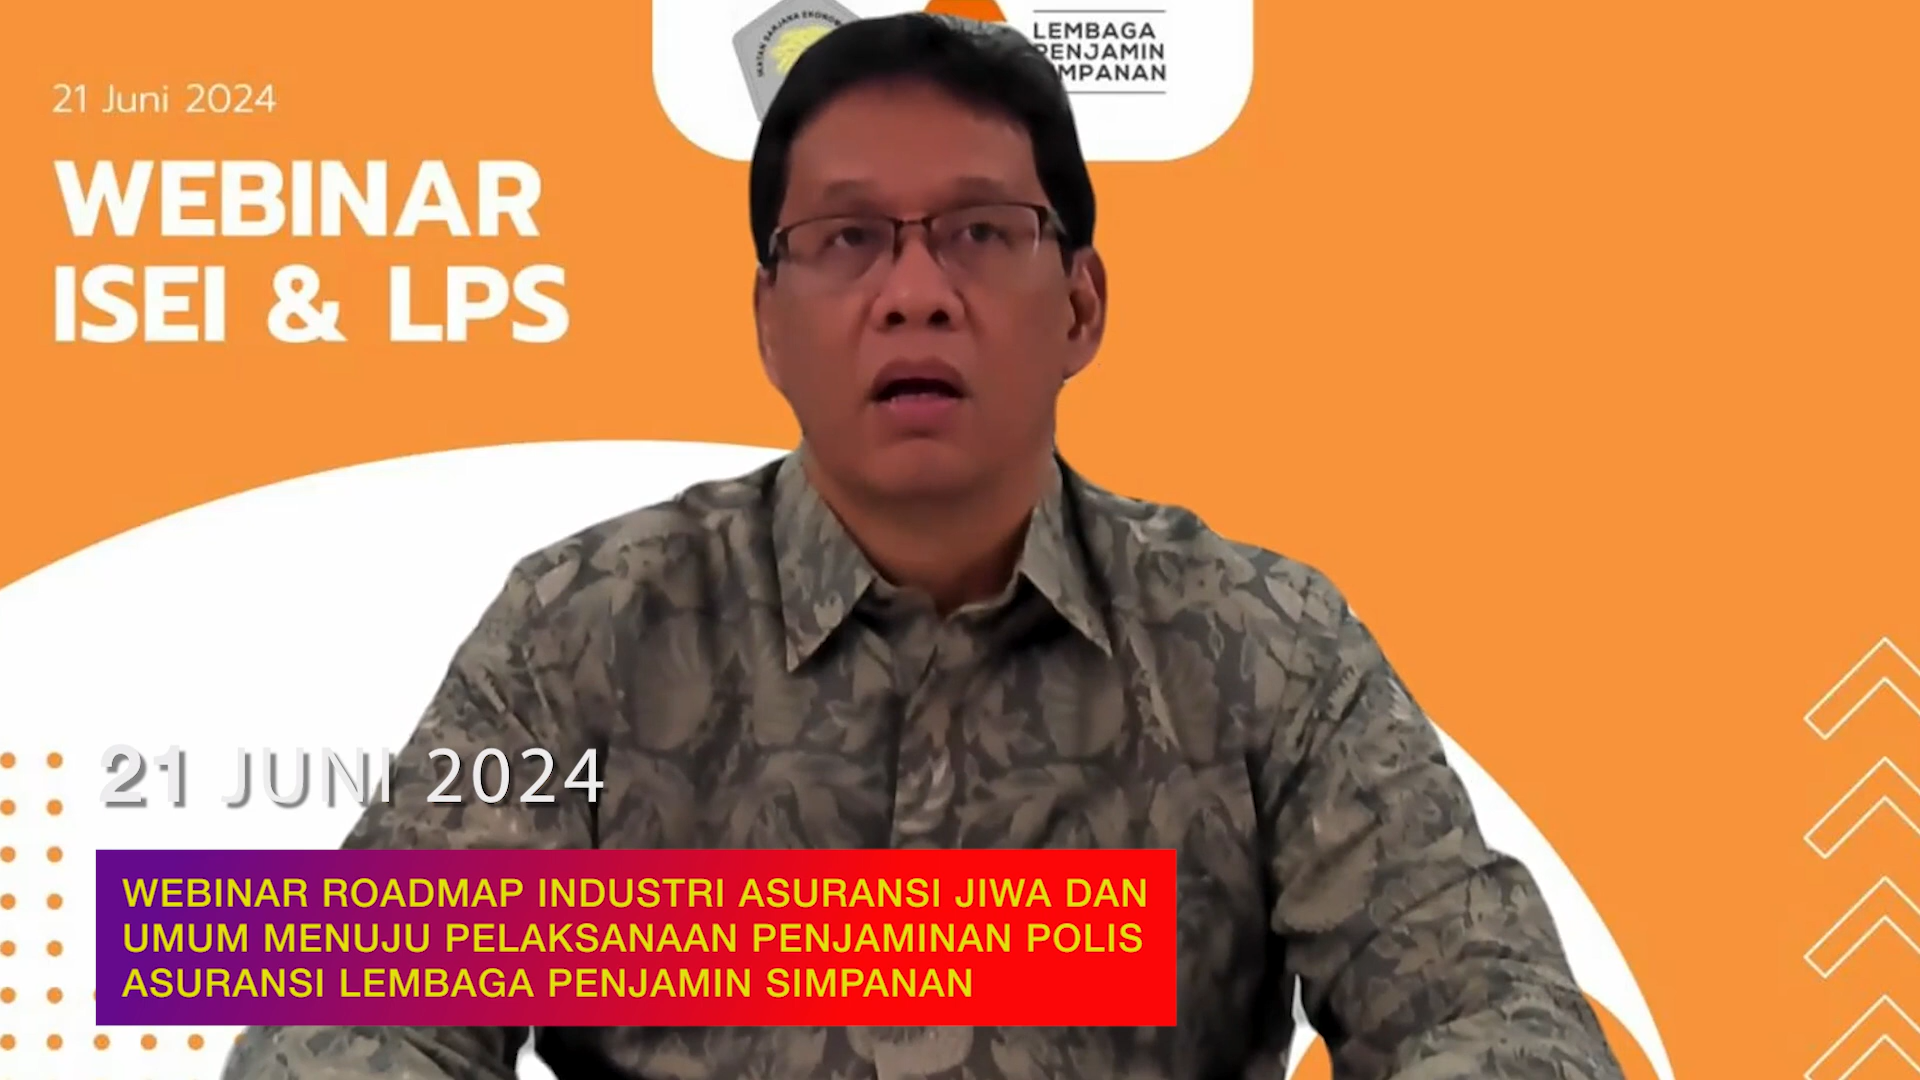 21 Juni 2024
WEBINAR
ISEI & LPS
LEMBAGA
PENJAMIN
SIMPANAN
21 JUNI 2024
WEBINAR ROADMAP INDUSTRI ASURANSI JIWA DAN
UMUM MENUJU PELAKSANAAN PENJAMINAN POLIS
ASURANSI LEMBAGA PENJAMIN SIMPANAN